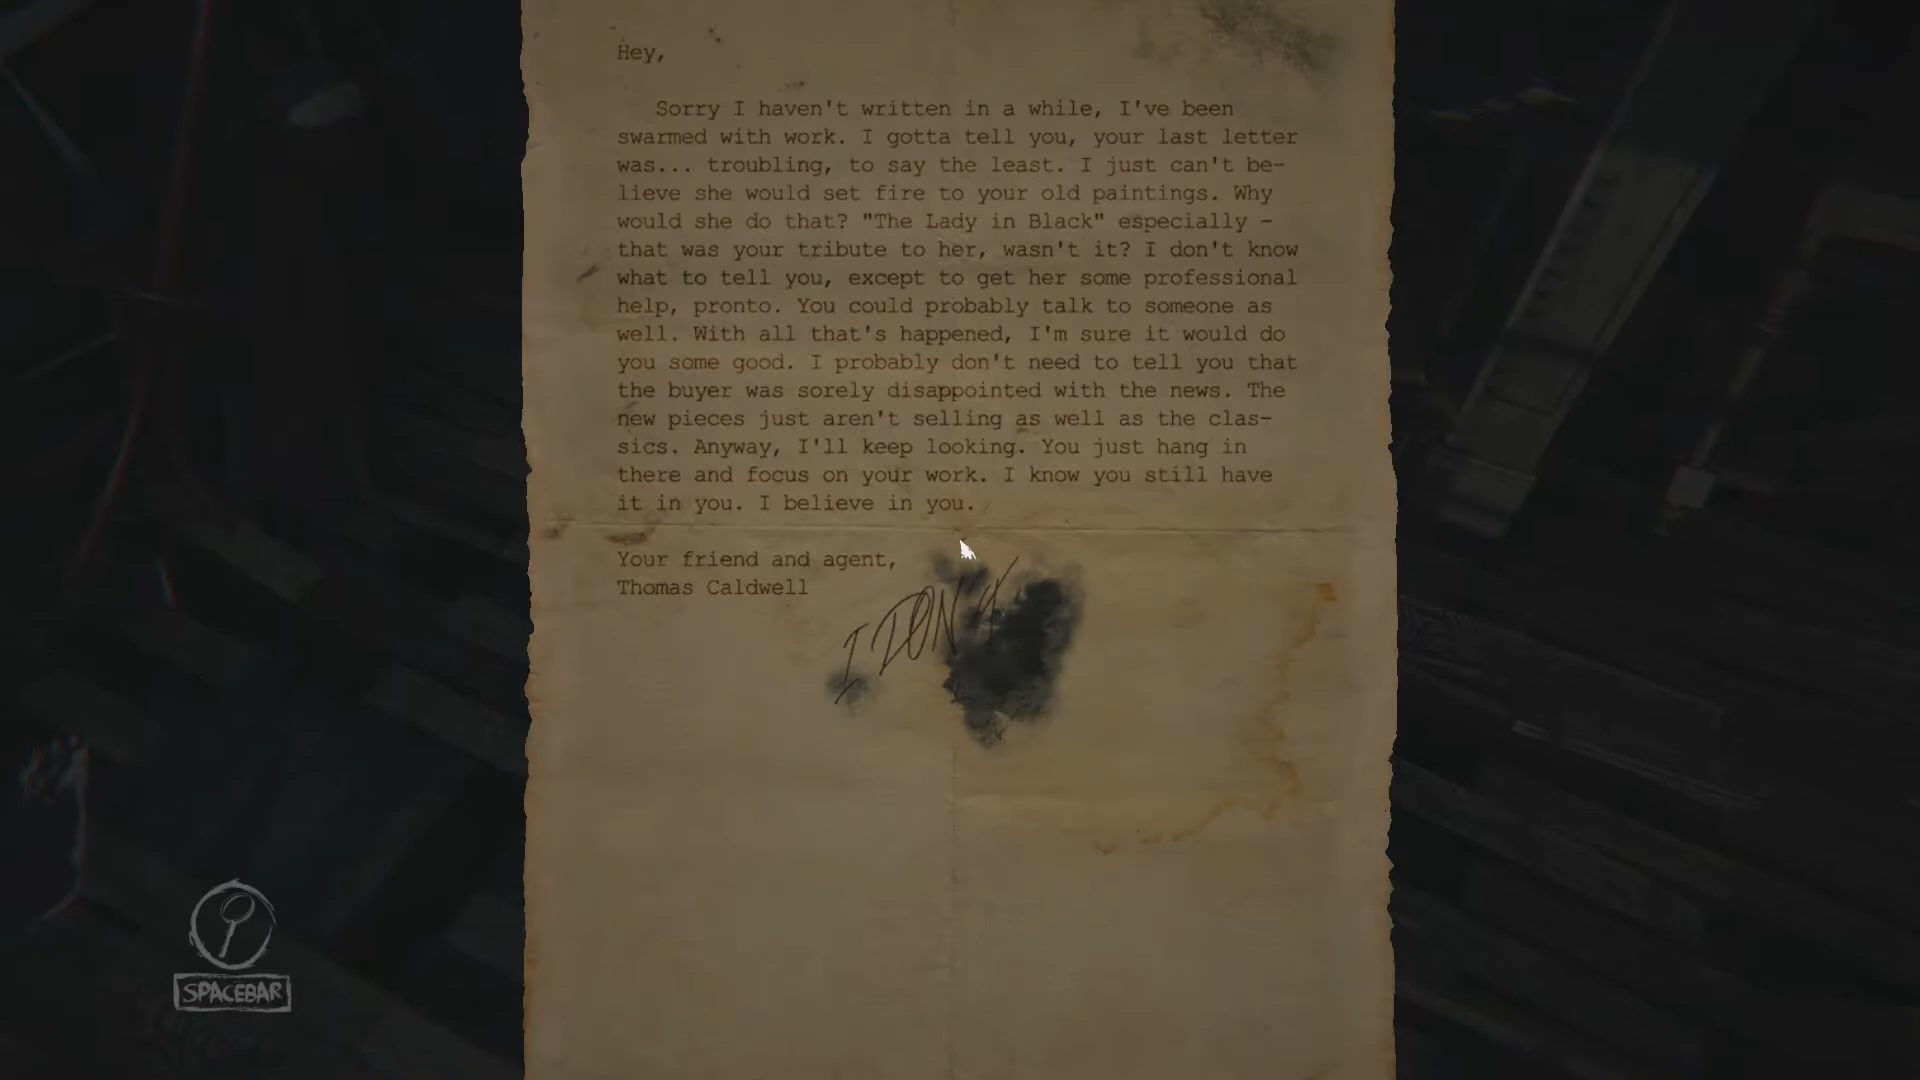 Hey,
Sorry I haven't written in a while, I've been
swarmed with work. I gotta tell you, your last letter
was... troubling, to say the least. I just can't be-
lieve she would set fire to your old paintings. Why
would she do that? "The Lady in Black" especially -
that was your tribute to her, wasn't it? I don't know
what to tell you, except to get her some professional
help, pronto. You could probably talk to someone as
well. With all that's happened, I'm sure it would do
you some good. I probably don't need to tell you that
the buyer was sorely disappointed with the news. The
new pieces just aren't selling as well as the clas-
sics. Anyway, I'll keep looking. You just hang in
there and focus on your work. I know you still have
it in you. I believe in you.
Your friend and agent,
Thomas Caldwell
I DON'T
SPACEBAR